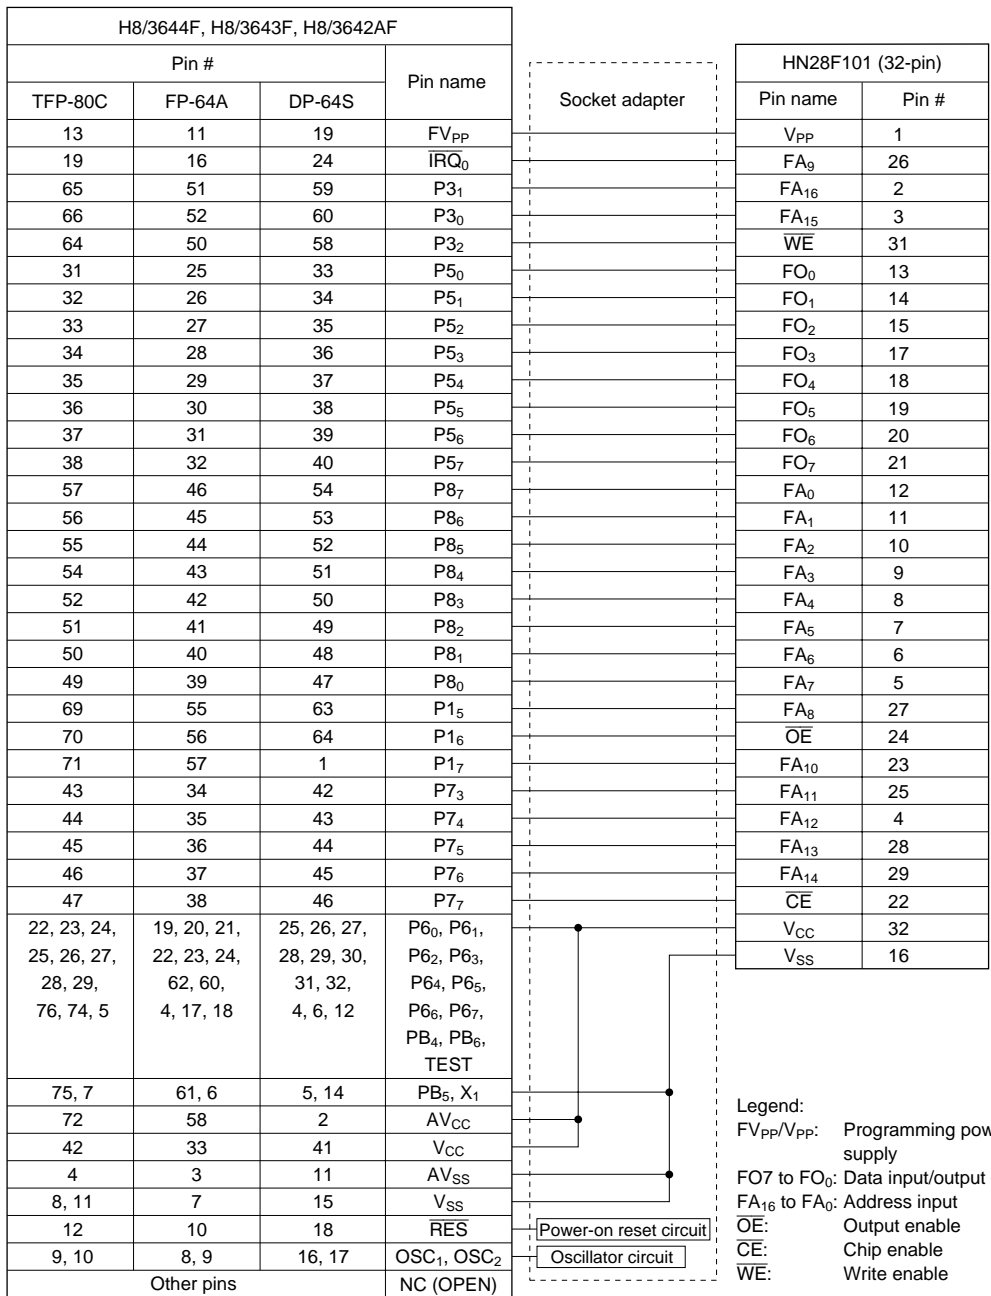 H8/3644F, H8/3643F, H8/3642AF
Pin # Pin name
TFP-80C FP-64A DP-64S
Socket adapter
HN28F101 (32-pin)
Pin name Pin #
13 11 19 FVPP VPP 1
19 16 24 I̅R̅Q̅0 FA9 26
65 51 59 P31 FA16 2
66 52 60 P30 FA15 3
64 50 58 P32 W̅E̅ 31
31 25 33 P50 FO0 13
32 26 34 P51 FO1 14
33 27 35 P52 FO2 15
34 28 36 P53 FO3 17
35 29 37 P54 FO4 18
36 30 38 P55 FO5 19
37 31 39 P56 FO6 20
38 32 40 P57 FO7 21
57 46 54 P87 FA0 12
56 45 53 P86 FA1 11
55 44 52 P85 FA2 10
54 43 51 P84 FA3 9
52 42 50 P83 FA4 8
51 41 49 P82 FA5 7
50 40 48 P81 FA6 6
49 39 47 P80 FA7 5
69 55 63 P15 FA8 27
70 56 64 P16 O̅E̅ 24
71 57 1 P17 FA10 23
43 34 42 P73 FA11 25
44 35 43 P74 FA12 4
45 36 44 P75 FA13 28
46 37 45 P76 FA14 29
47 38 46 P77 C̅E̅ 22
22, 23, 24, 19, 20, 21, 25, 26, 27, P60, P61, VCC 32
25, 26, 27, 22, 23, 24, 28, 29, 30, P62, P63, VSS 16
28, 29, 62, 60, 31, 32, P64, P65,
76, 74, 5 4, 17, 18 4, 6, 12 P66, P67,
PB4, PB6,
TEST
75, 7 61, 6 5, 14 PB5, X1
72 58 2 AVCC
42 33 41 VCC
4 3 11 AVSS
8, 11 7 15 VSS
12 10 18 R̅E̅S̅ Power-on reset circuit
9, 10 8, 9 16, 17 OSC1, OSC2 Oscillator circuit
Other pins NC (OPEN)
Legend:
FVPP/VPP: Programming pow
supply
FO7 to FO0: Data input/output
FA16 to FA0: Address input
O̅E̅: Output enable
C̅E̅: Chip enable
W̅E̅: Write enable